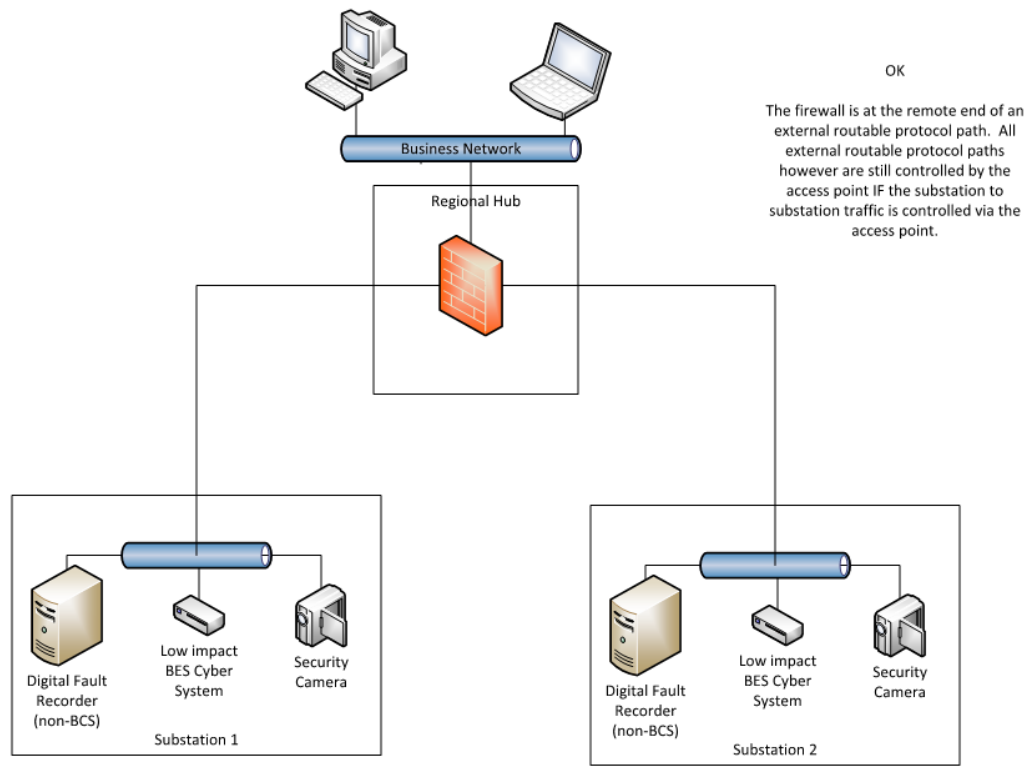 OK
The firewall is at the remote end of an
external routable protocol path. All
external routable protocol paths
however are still controlled by the
access point IF the substation to
substation traffic is controlled via the
access point.
Business Network
Regional Hub
Digital Fault
Recorder
(non-BCS)
Low impact
BES Cyber
System
Security
Camera
Substation 1
Digital Fault
Recorder
(non-BCS)
Low impact
BES Cyber
System
Security
Camera
Substation 2